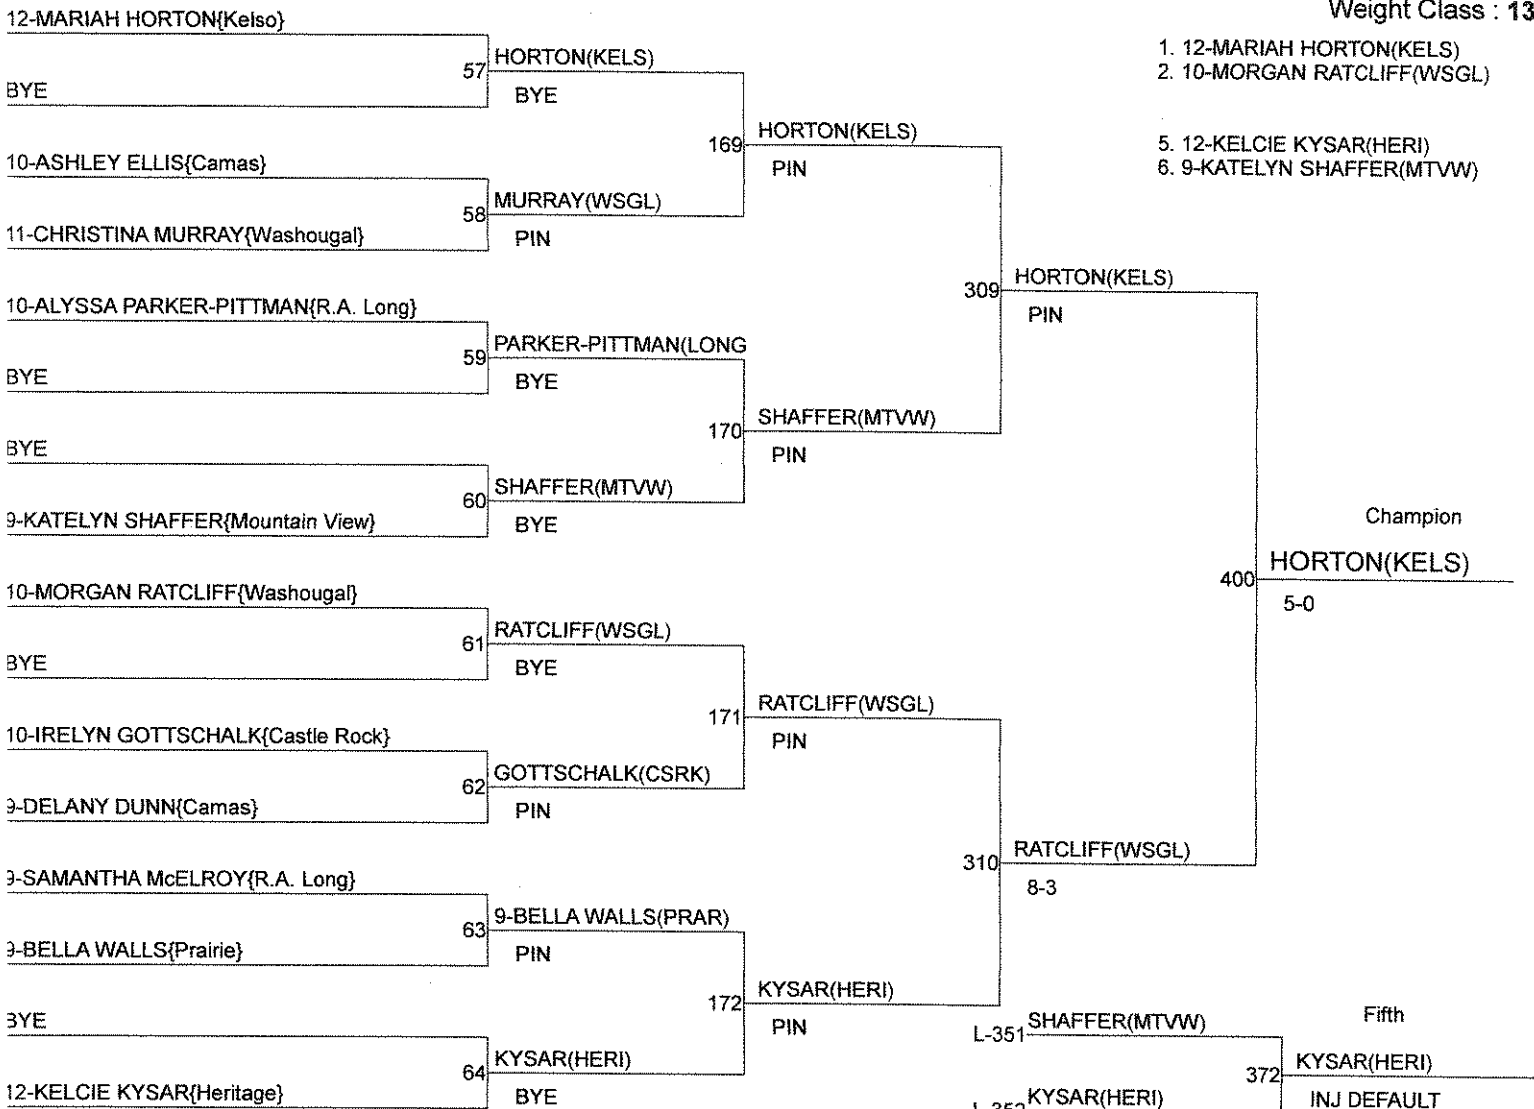 12-MARIAH HORTON{Kelso}
BYE
10-ASHLEY ELLIS{Camas}
11-CHRISTINA MURRAY{Washougal}
10-ALYSSA PARKER-PITTMAN{R.A. Long}
BYE
BYE
9-KATELYN SHAFFER{Mountain View}
10-MORGAN RATCLIFF{Washougal}
BYE
10-IRELYN GOTTSCHALK{Castle Rock}
9-DELANY DUNN{Camas}
9-SAMANTHA McELROY{R.A. Long}
9-BELLA WALLS{Prairie}
BYE
12-KELCIE KYSAR{Heritage}
57 HORTON(KELS)
BYE
58 MURRAY(WSGL)
PIN
59 PARKER-PITTMAN(LONG
BYE
60 SHAFFER(MTVW)
BYE
61 RATCLIFF(WSGL)
BYE
62 GOTTSCHALK(CSRK)
PIN
63 9-BELLA WALLS(PRAR)
PIN
64 KYSAR(HERI)
BYE
169 HORTON(KELS)
PIN
170 SHAFFER(MTVW)
PIN
171 RATCLIFF(WSGL)
PIN
172 KYSAR(HERI)
PIN
309 HORTON(KELS)
PIN
310 RATCLIFF(WSGL)
8-3
Champion
400 HORTON(KELS)
5-0
Weight Class : 13
1. 12-MARIAH HORTON(KELS)
2. 10-MORGAN RATCLIFF(WSGL)
5. 12-KELCIE KYSAR(HERI)
6. 9-KATELYN SHAFFER(MTVW)
L-351 SHAFFER(MTVW)
L-352 KYSAR(HERI)
Fifth
372 KYSAR(HERI)
INJ DEFAULT